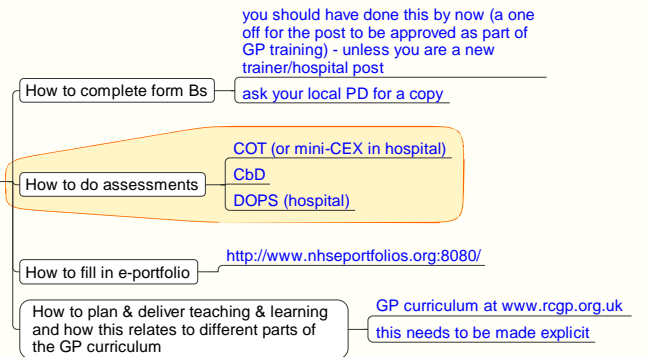 you should have done this by now (a one
off for the post to be approved as part of
GP training) - unless you are a new
trainer/hospital post
How to complete form Bs
ask your local PD for a copy
COT (or mini-CEX in hospital)
How to do assessments
CbD
DOPS (hospital)
How to fill in e-portfolio
http://www.nhseportfolios.org:8080/
How to plan & deliver teaching & learning
and how this relates to different parts of
the GP curriculum
GP curriculum at www.rcgp.org.uk
this needs to be made explicit